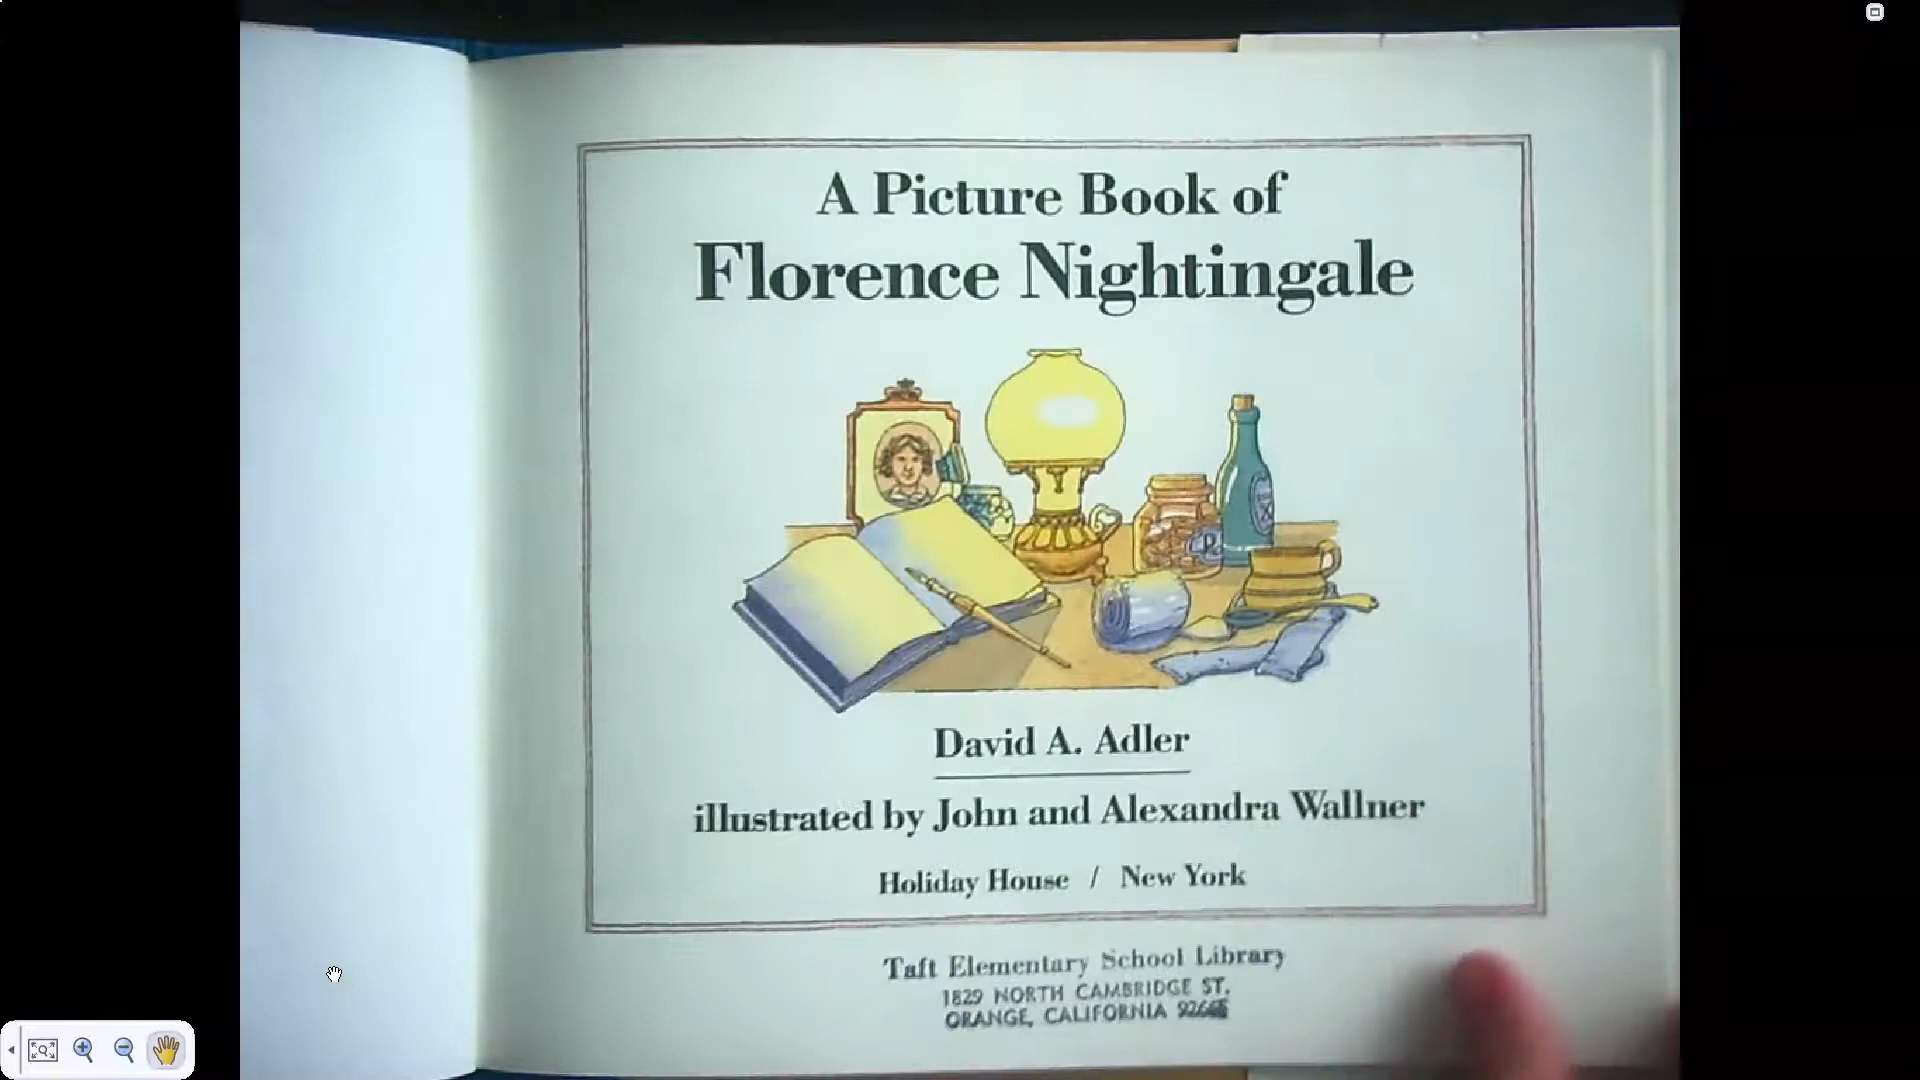 A Picture Book of
Florence Nightingale
David A. Adler
illustrated by John and Alexandra Wallner
Holiday House / New York
Taft Elementary School Library
1829 NORTH CAMBRIDGE ST.
ORANGE, CALIFORNIA